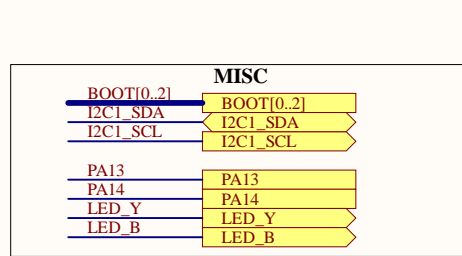 MISC
BOOT[0..2] BOOT[0..2]
I2C1_SDA I2C1_SDA
I2C1_SCL I2C1_SCL
PA13 PA13
PA14 PA14
LED_Y LED_Y
LED_B LED_B